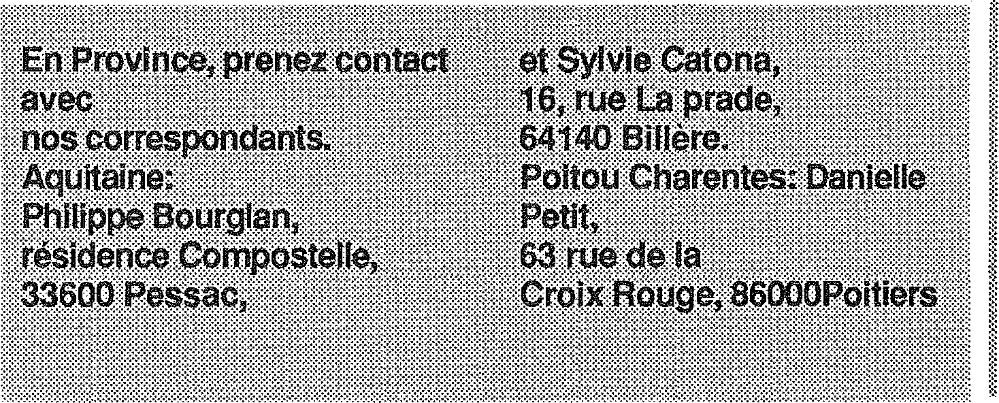 En Province, prenez contact
avec
nos correspondants.
Aquitaine:
Philippe Bourglan,
résidence Compostelle,
33600 Pessac,
et Sylvie Catona,
16, rue La prade,
64140 Billère.
Poitou Charentes: Danielle
Petit,
63 rue de la
Croix Rouge, 86000Poitiers